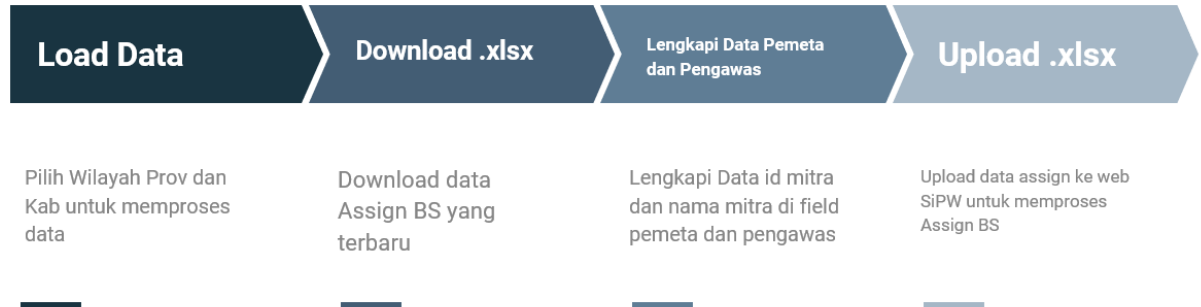 Load Data
Download .xlsx
Lengkapi Data Pemeta
dan Pengawas
Upload .xlsx
Pilih Wilayah Prov dan
Kab untuk memproses
data
Download data
Assign BS yang
terbaru
Lengkapi Data id mitra
dan nama mitra di field
pemeta dan pengawas
Upload data assign ke web
SiPW untuk memproses
Assign BS